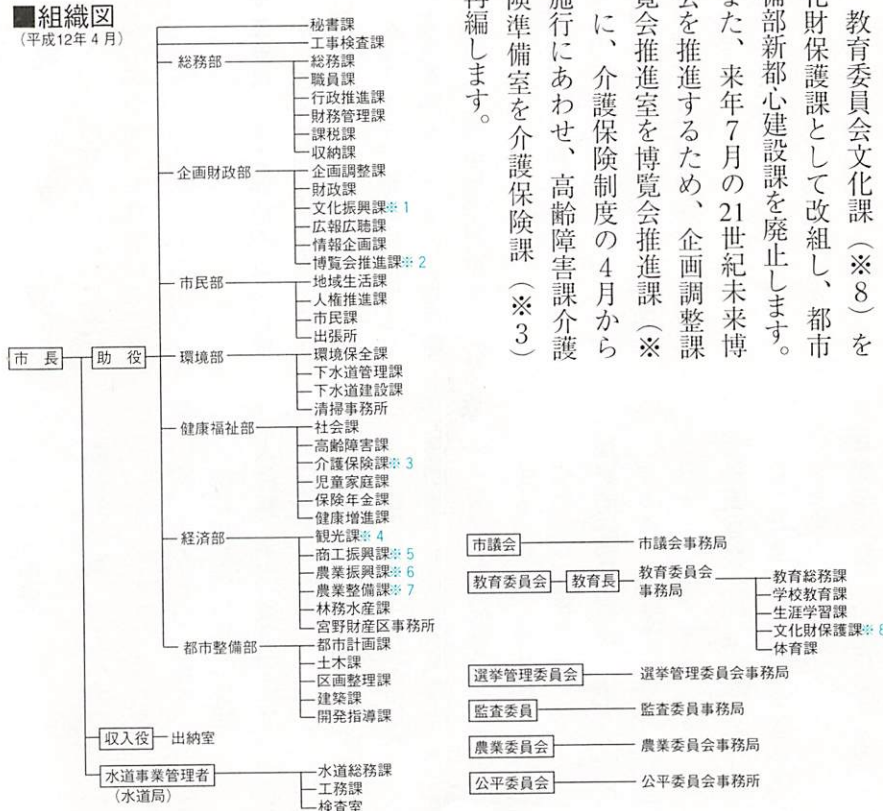 教育委員会文化課（※8）を
化財保護課として改組し、都市
備部新都心建設課を廃止します。
また、来年7月の21世紀未来博
会を推進するため、企画調整課
覧会推進室を博覧会推進課（※
に、介護保険制度の4月から
施行にあわせ、高齢障害課介護
険準備室を介護保険課（※3）
再編します。
■組織図
（平成12年4月）
市長
助役
秘書課
工事検査課
総務部
総務課
職員課
行政推進課
財務管理課
課税課
収納課
企画財政部
企画調整課
財政課
文化振興課※1
広報広聴課
情報企画課
博覧会推進課※2
市民部
地域生活課
人権推進課
市民課
出張所
環境部
環境保全課
下水道管理課
下水道建設課
清掃事務所
健康福祉部
社会課
高齢障害課
介護保険課※3
児童家庭課
保険年金課
健康増進課
経済部
観光課※4
商工振興課※5
農業振興課※6
農業整備課※7
林務水産課
宮野財産区事務所
都市整備部
都市計画課
土木課
区画整理課
建築課
開発指導課
収入役
出納室
水道事業管理者
（水道局）
水道総務課
工務課
検査室
市議会
市議会事務局
教育委員会
教育長
教育委員会
事務局
教育総務課
学校教育課
生涯学習課
文化財保護課※8
体育課
選挙管理委員会
選挙管理委員会事務局
監査委員
監査委員事務局
農業委員会
農業委員会事務局
公平委員会
公平委員会事務所